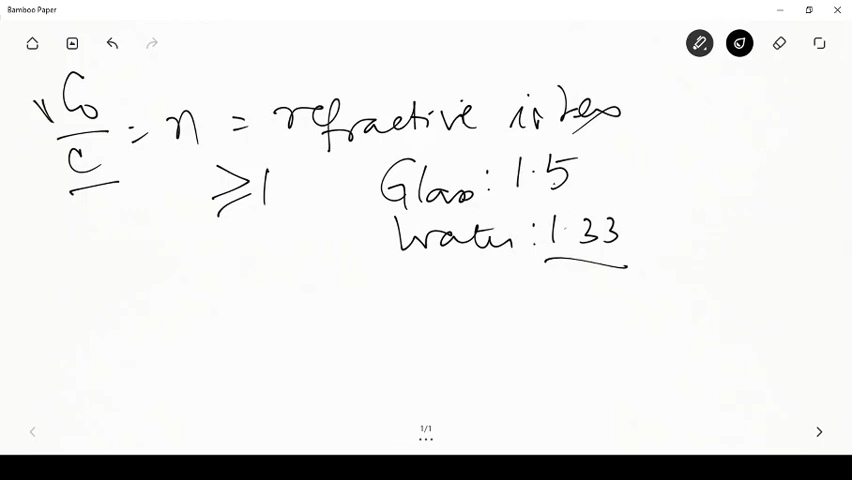 Bamboo Paper
C₀/C = n = refractive index
≥1 Glass: 1.5
Water: 1.33
1/1